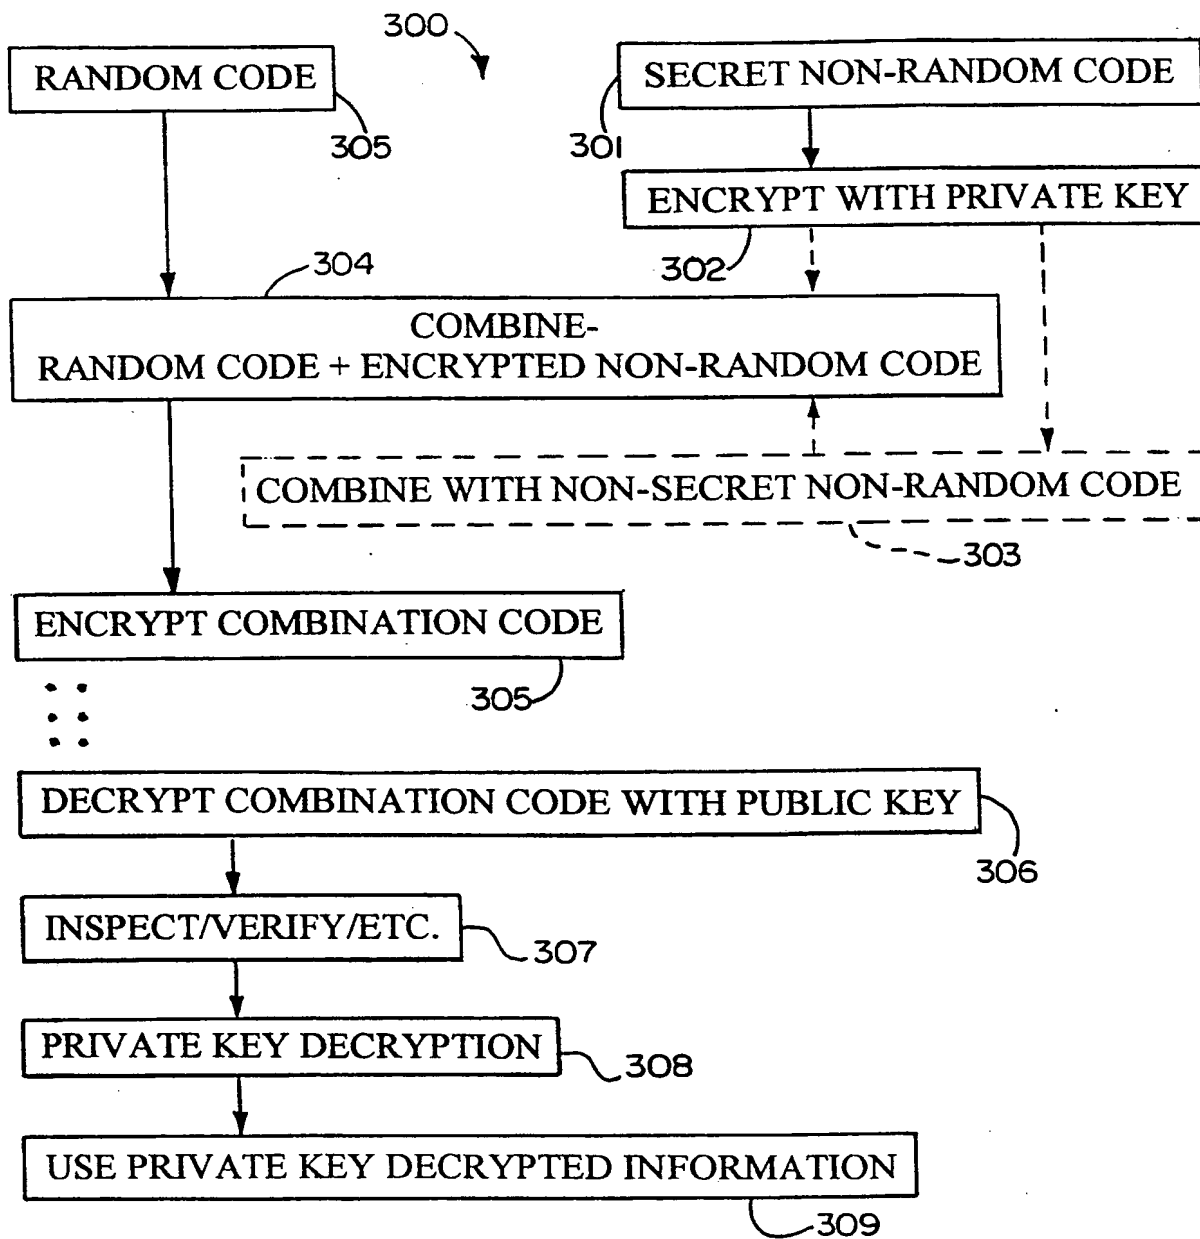 300
RANDOM CODE
305
SECRET NON-RANDOM CODE
301
ENCRYPT WITH PRIVATE KEY
302
304
COMBINE-
RANDOM CODE + ENCRYPTED NON-RANDOM CODE
COMBINE WITH NON-SECRET NON-RANDOM CODE
303
ENCRYPT COMBINATION CODE
305
DECRYPT COMBINATION CODE WITH PUBLIC KEY
306
INSPECT/VERIFY/ETC.
307
PRIVATE KEY DECRYPTION
308
USE PRIVATE KEY DECRYPTED INFORMATION
309